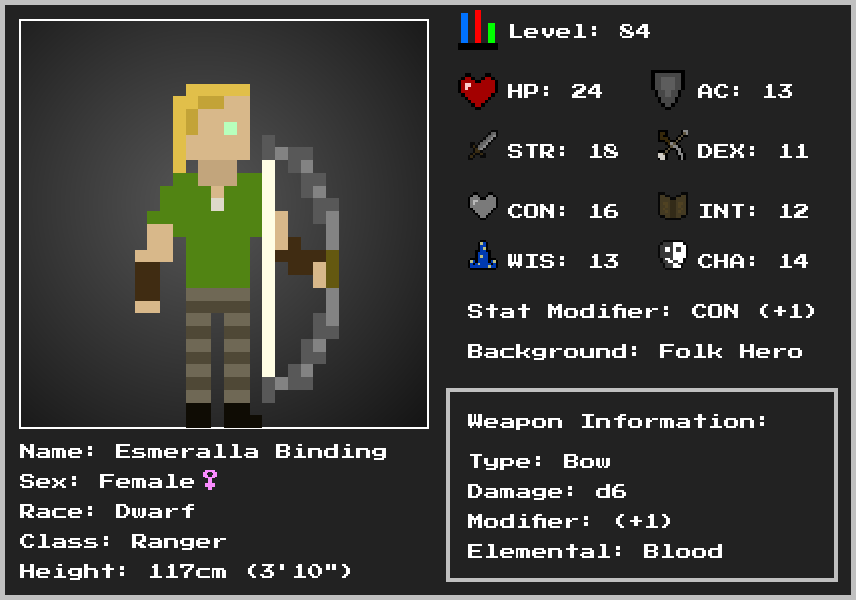 Level: 84
HP: 24
AC: 13
STR: 18
DEX: 11
CON: 16
INT: 12
WIS: 13
CHA: 14
Stat Modifier: CON (+1)
Background: Folk Hero
Weapon Information:
Type: Bow
Damage: d6
Modifier: (+1)
Elemental: Blood
Name: Esmeralla Binding
Sex: Female♀
Race: Dwarf
Class: Ranger
Height: 117cm (3'10")